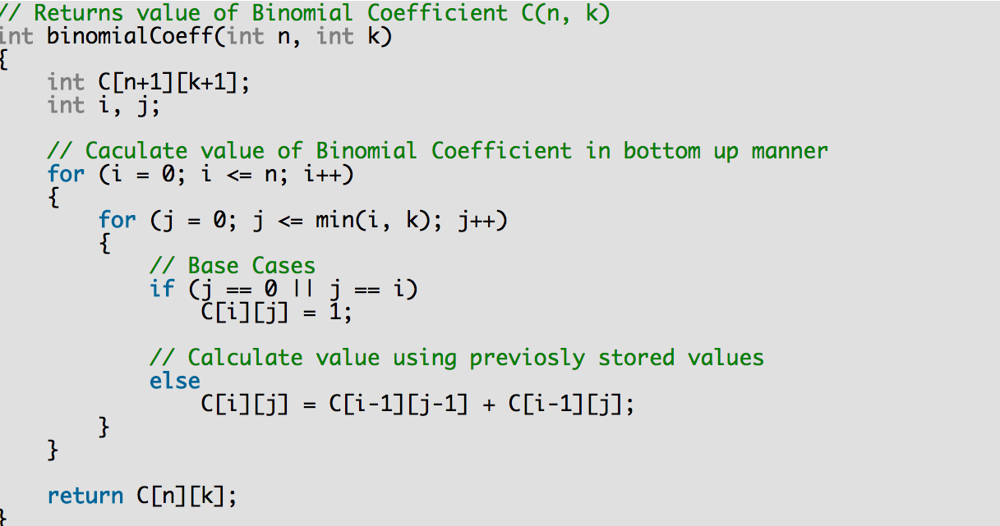 // Returns value of Binomial Coefficient C(n, k)
int binomialCoeff(int n, int k)
{
    int C[n+1][k+1];
    int i, j;

    // Caculate value of Binomial Coefficient in bottom up manner
    for (i = 0; i <= n; i++)
    {
        for (j = 0; j <= min(i, k); j++)
        {
            // Base Cases
            if (j == 0 || j == i)
                C[i][j] = 1;

            // Calculate value using previosly stored values
            else
                C[i][j] = C[i-1][j-1] + C[i-1][j];
        }
    }

    return C[n][k];
}